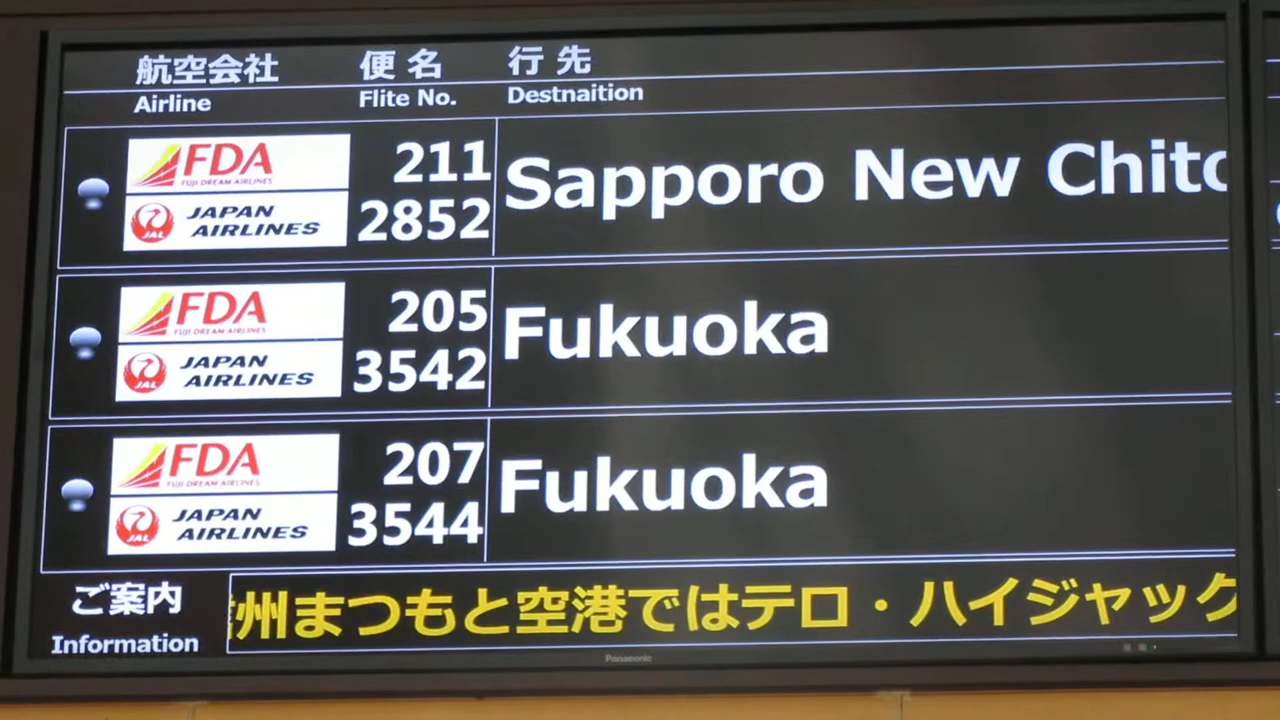 航空会社 便名 行先
Airline Flite No. Destnaition
FDA 211 Sapporo New Chito
FUJI DREAM AIRLINES
JAL JAPAN AIRLINES 2852
FDA 205 Fukuoka
FUJI DREAM AIRLINES
JAL JAPAN AIRLINES 3542
FDA 207 Fukuoka
FUJI DREAM AIRLINES
JAL JAPAN AIRLINES 3544
ご案内 州まつもと空港ではテロ・ハイジャック
Information
Panasonic